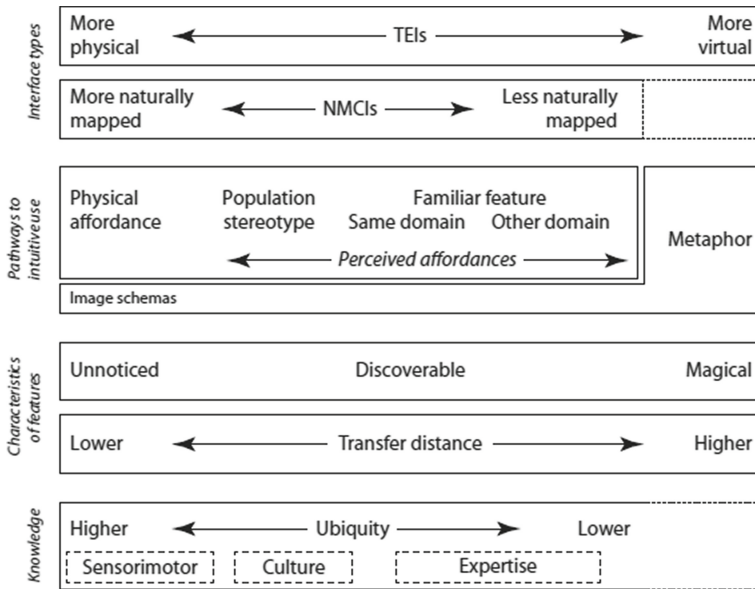 Interface types
More physical TEIs More virtual
More naturally mapped NMCIs Less naturally mapped
Pathways to intuitive use
Physical affordance
Population stereotype
Familiar feature
Same domain Other domain
Perceived affordances
Metaphor
Image schemas
Characteristics of features
Unnoticed Discoverable Magical
Lower Transfer distance Higher
Knowledge
Higher Ubiquity Lower
Sensorimotor Culture Expertise